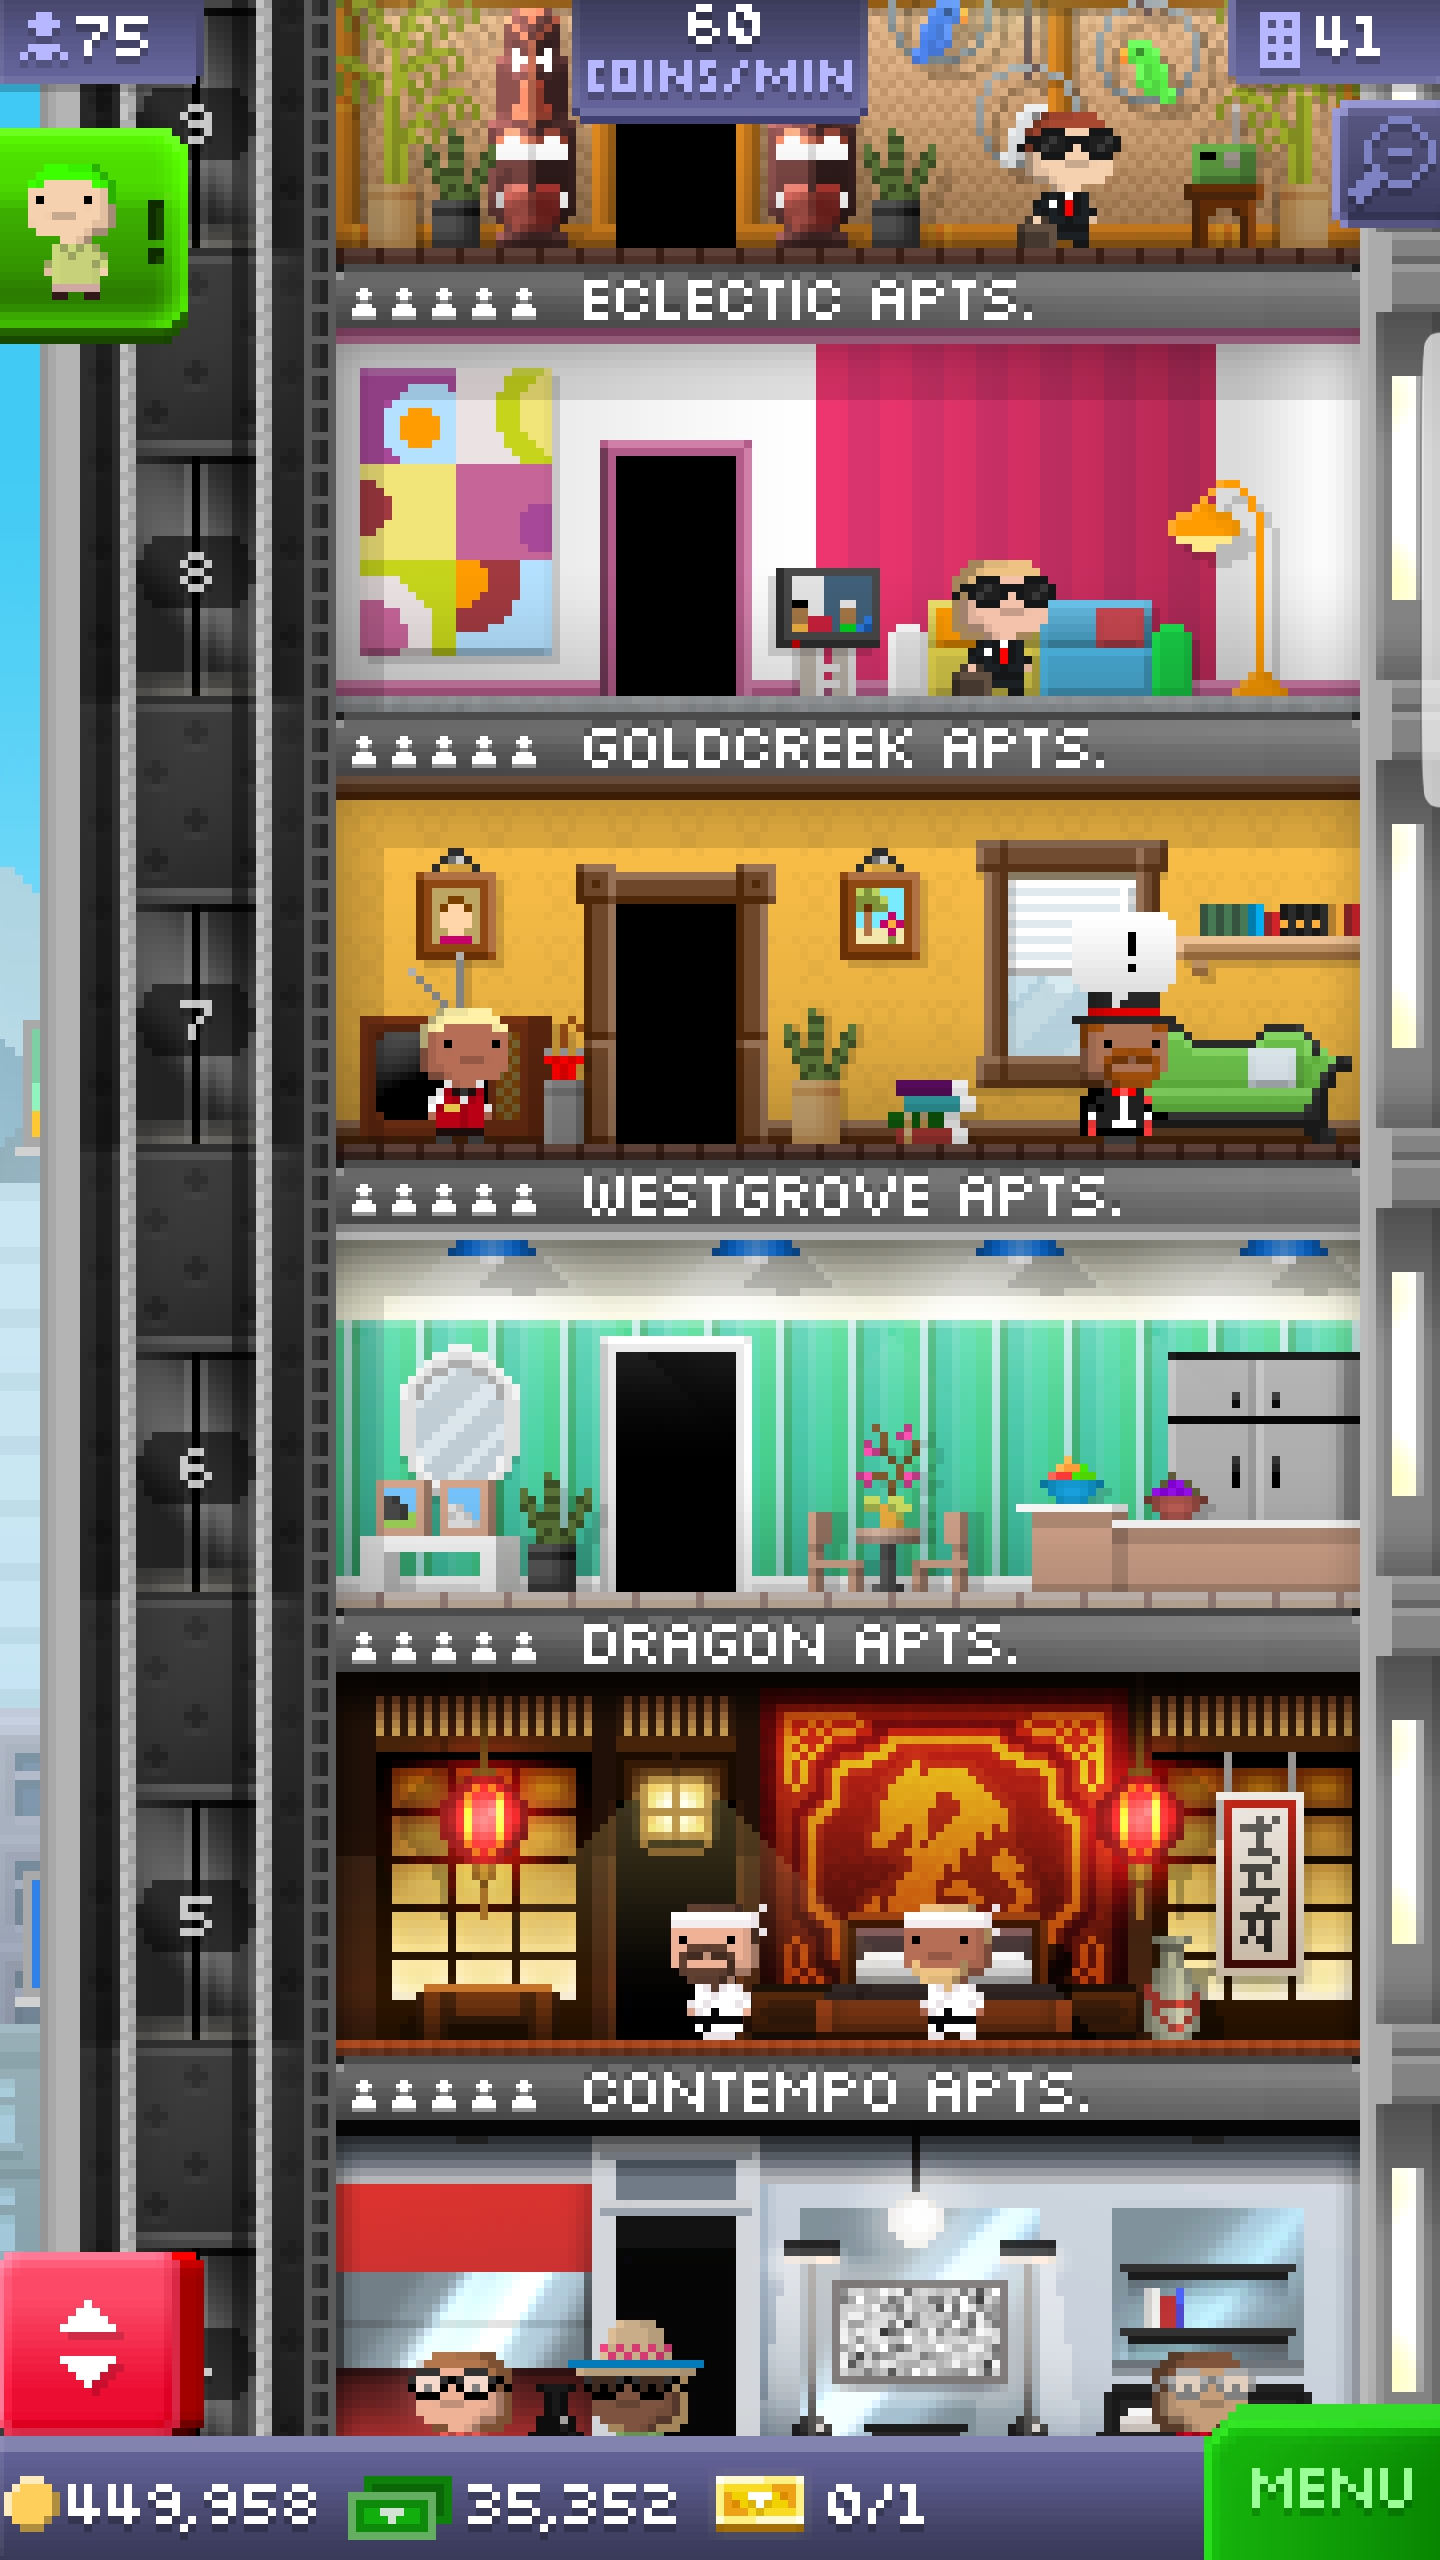 75
60
COINS/MIN
41
9
!
ECLECTIC APTS.
8
GOLDCREEK APTS.
7
!
WESTGROVE APTS.
6
DRAGON APTS.
5
CONTEMPO APTS.
449,958
35,352
0/1
MENU